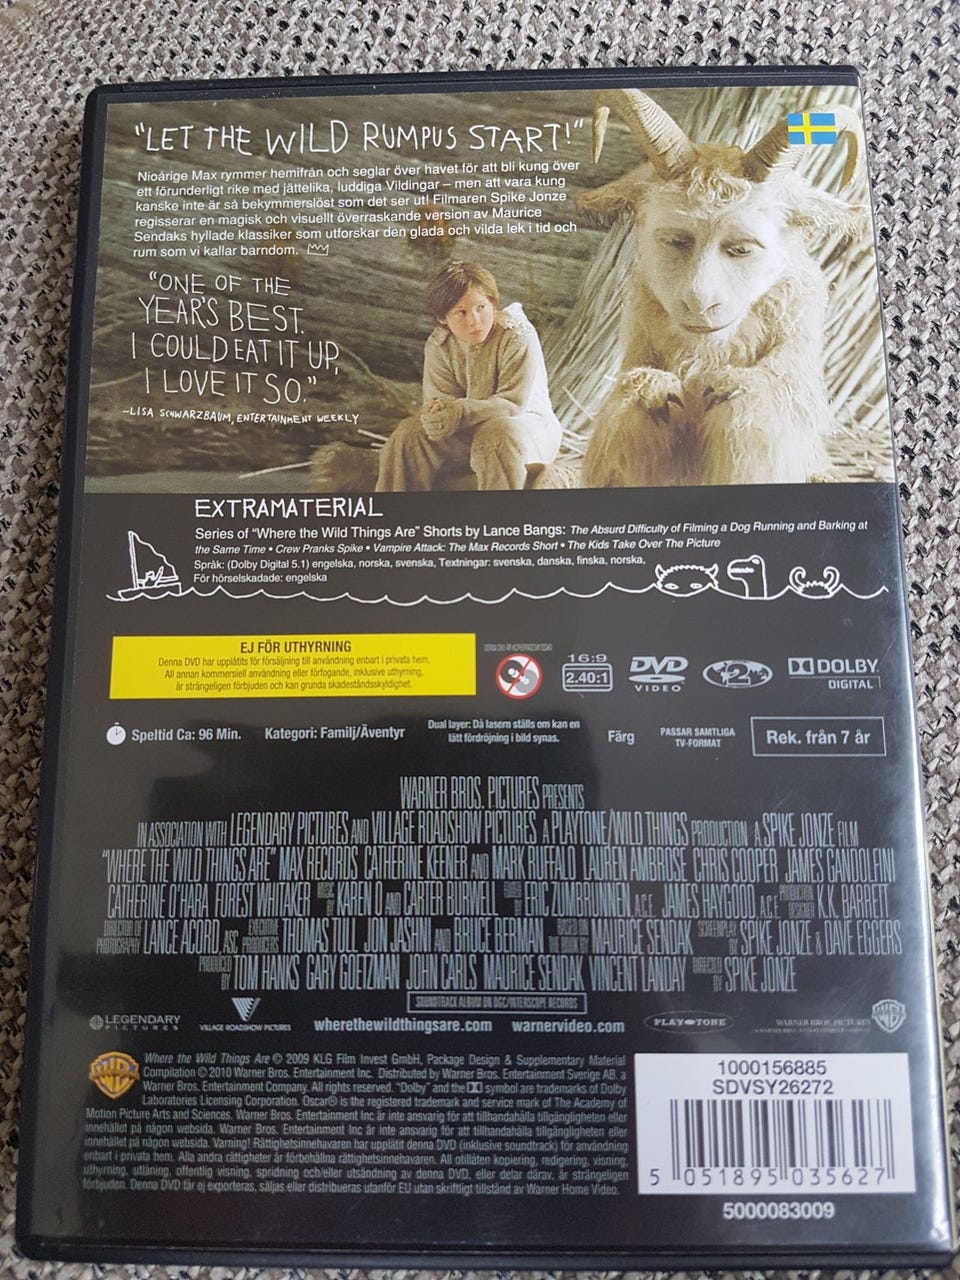 "LET THE WILD RUMPUS START!"
Nioårige Max rymmer hemifrån och seglar över havet för att bli kung över
ett förunderligt rike med jättelika, luddiga Vildingar – men att vara kung
kanske inte är så bekymmerslöst som det ser ut! Filmaren Spike Jonze
regisserar en magisk och visuellt överraskande version av Maurice
Sendaks hyllade klassiker som utforskar den glada och vilda lek i tid och
rum som vi kallar barndom.
"ONE OF THE
YEAR'S BEST.
I COULD EAT IT UP,
I LOVE IT SO."
–LISA SCHWARZBAUM, ENTERTAINMENT WEEKLY
EXTRAMATERIAL
Series of "Where the Wild Things Are" Shorts by Lance Bangs: The Absurd Difficulty of Filming a Dog Running and Barking at
the Same Time • Crew Pranks Spike • Vampire Attack: The Max Records Short • The Kids Take Over The Picture
Språk: (Dolby Digital 5.1) engelska, norska, svenska, Textningar: svenska, danska, finska, norska,
För hörselskadade: engelska
EJ FÖR UTHYRNING
Denna DVD har upplåtits för försäljning till användning enbart i privata hem.
All annan kommersiell användning eller förfogande, inklusive uthyrning,
är strängeligen förbjuden och kan grunda skadeståndsskyldighet.
DENNA DVD ÄR KOPIERINGSSKYDDAD
16:9
2.40:1
DVD
VIDEO
2
DOLBY
DIGITAL
Speltid Ca: 96 Min.
Kategori: Familj/Äventyr
Dual layer: Då lasern ställs om kan en
lätt fördröjning i bild synas.
Färg
PASSAR SAMTLIGA
TV-FORMAT
Rek. från 7 år
WARNER BROS. PICTURES PRESENTS
IN ASSOCIATION WITH LEGENDARY PICTURES AND VILLAGE ROADSHOW PICTURES A PLAYTONE/WILD THINGS PRODUCTION A SPIKE JONZE FILM
"WHERE THE WILD THINGS ARE" MAX RECORDS CATHERINE KEENER AND MARK RUFFALO LAUREN AMBROSE CHRIS COOPER JAMES GANDOLFINI
CATHERINE O'HARA FOREST WHITAKER MUSIC BY KAREN O AND CARTER BURWELL EDITED BY ERIC ZUMBRUNNEN, A.C.E. JAMES HAYGOOD, A.C.E. PRODUCTION DESIGNER K.K. BARRETT
DIRECTOR OF PHOTOGRAPHY LANCE ACORD, ASC EXECUTIVE PRODUCERS THOMAS TULL JON JASHNI AND BRUCE BERMAN BASED ON THE BOOK BY MAURICE SENDAK SCREENPLAY BY SPIKE JONZE & DAVE EGGERS
PRODUCED BY TOM HANKS GARY GOETZMAN JOHN CARLS MAURICE SENDAK VINCENT LANDAY DIRECTED BY SPIKE JONZE
SOUNDTRACK ALBUM ON DGC/INTERSCOPE RECORDS
LEGENDARY
PICTURES
VILLAGE ROADSHOW PICTURES
wherethewildthingsare.com
warnervideo.com
PLAYTONE
WARNER BROS. PICTURES
Where the Wild Things Are © 2009 KLG Film Invest GmbH, Package Design & Supplementary Material
Compilation © 2010 Warner Bros. Entertainment Inc. Distributed by Warner Bros. Entertainment Sverige AB. a
Warner Bros. Entertainment Company. All rights reserved. "Dolby" and the symbol are trademarks of Dolby
Laboratories Licensing Corporation. Oscar® is the registered trademark and service mark of The Academy of
Motion Picture Arts and Sciences. Warner Bros. Entertainment Inc är inte ansvarig för att tillhandahålla tillgängligheten eller
innehållet på någon websida. Warner Bros. Entertainment Inc är inte ansvarig för att tillhandahålla tillgängligheten eller
innehållet på någon websida. Varning! Rättighetsinnehavaren har upplåtit denna DVD (inklusive soundtrack) för användning
enbart i privata hem. Alla andra rättigheter är förbehållna rättighetsinnehavaren. All otillåten kopiering, redigering, visning,
uthyrning, utlåning, offentlig visning, spridning och/eller utsändning av denna DVD, eller delar därav, är strängeligen
förbjuden. Denna DVD får ej exporteras, säljas eller distribueras utanför EU utan skriftligt tillstånd av Warner Home Video.
1000156885
SDVSY26272
5 051895 035627
5000083009